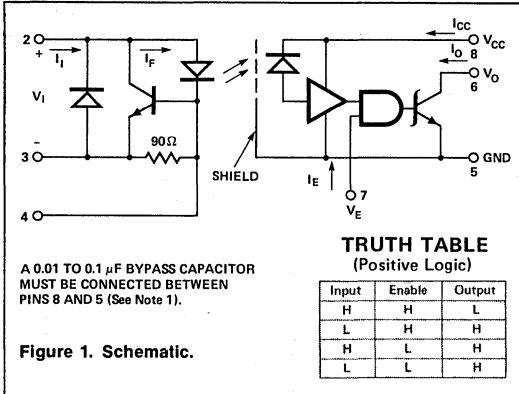 I_CC
2 + I_I I_F V_CC
8
I_O
V_O
6
V_I
90Ω
− 3 SHIELD I_E GND
5
7
V_E
4
A 0.01 TO 0.1 μF BYPASS CAPACITOR
MUST BE CONNECTED BETWEEN
PINS 8 AND 5 (See Note 1).
Figure 1. Schematic.
TRUTH TABLE
(Positive Logic)
Input Enable Output
H H L
L H H
H L H
L L H